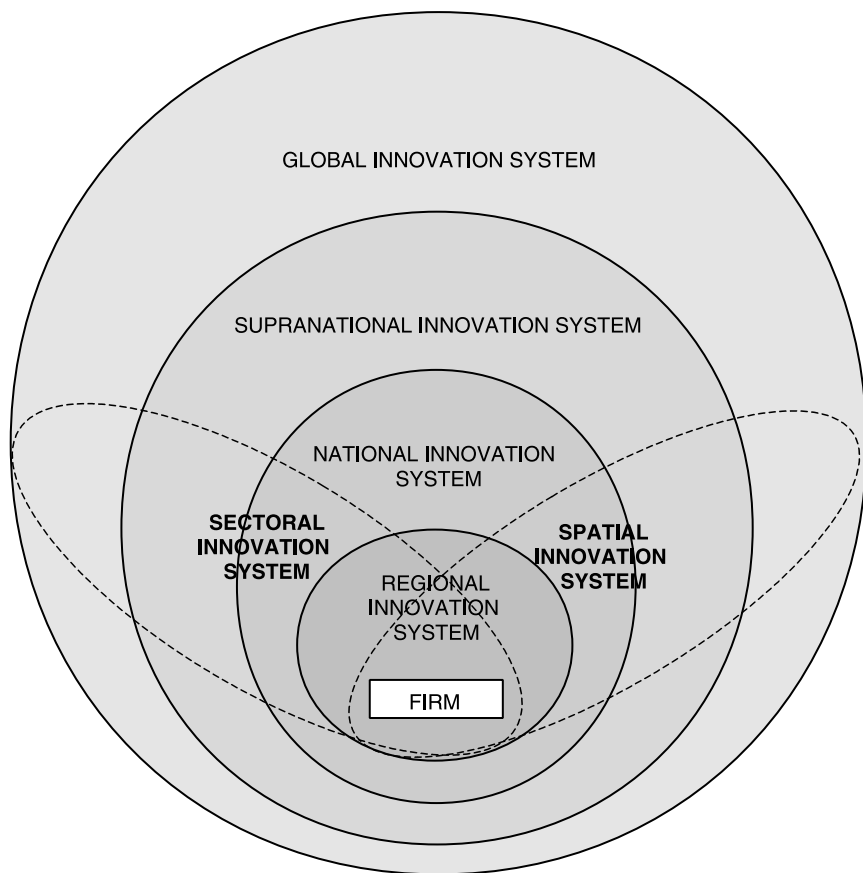 GLOBAL INNOVATION SYSTEM
SUPRANATIONAL INNOVATION SYSTEM
NATIONAL INNOVATION
SYSTEM
SECTORAL
INNOVATION
SYSTEM
SPATIAL
INNOVATION
SYSTEM
REGIONAL
INNOVATION
SYSTEM
FIRM